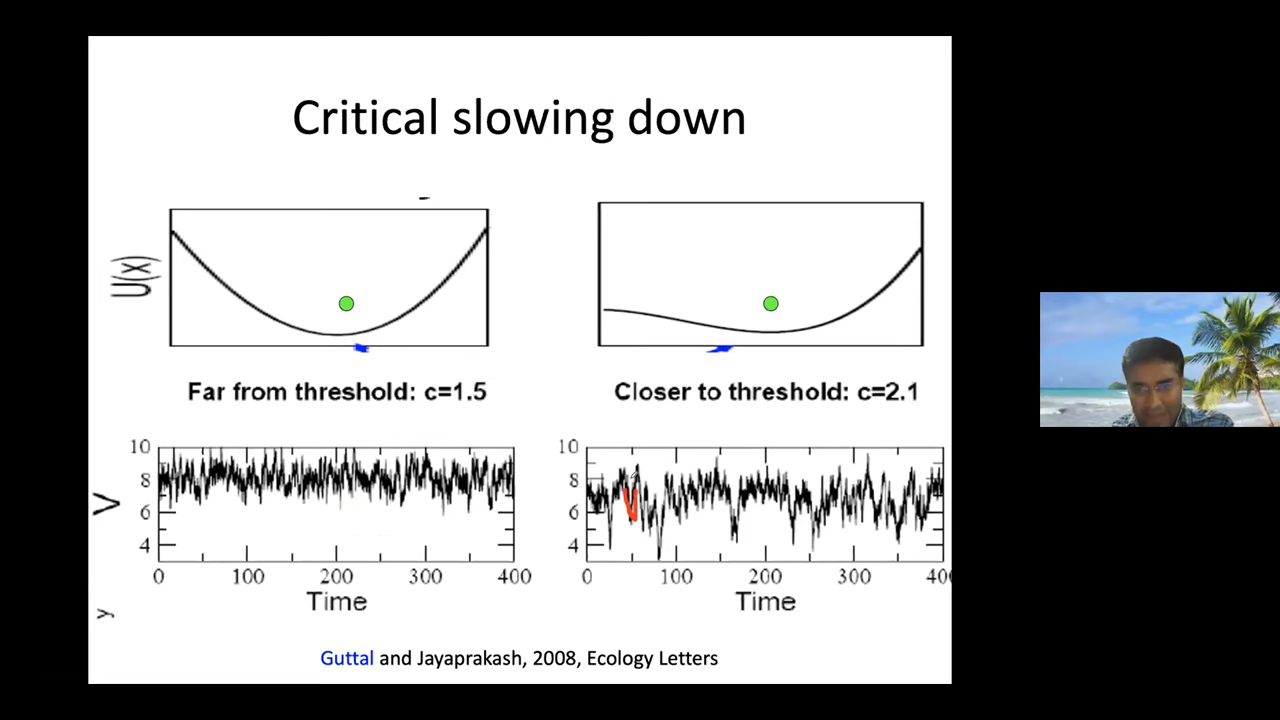 Critical slowing down
U(x)
Far from threshold: c=1.5
Closer to threshold: c=2.1
V
10
8
6
4
0 100 200 300 400
Time
10
8
6
4
0 100 200 300 40
Time
y
Guttal and Jayaprakash, 2008, Ecology Letters